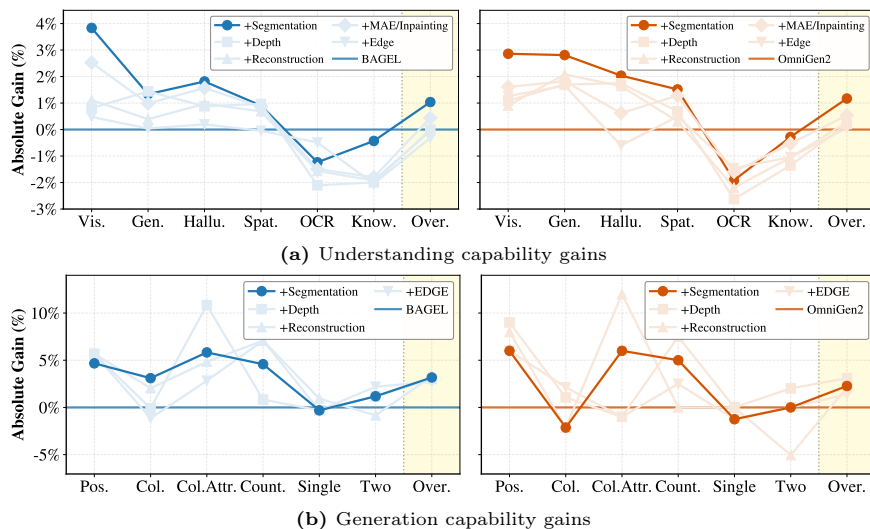 Absolute Gain (%)
4%
3%
2%
1%
0%
-1%
-2%
-3%
+Segmentation
+Depth
+Reconstruction
+MAE/Inpainting
+Edge
BAGEL
Vis. Gen. Hallu. Spat. OCR Know. Over.
+Segmentation
+Depth
+Reconstruction
+MAE/Inpainting
+Edge
OmniGen2
Vis. Gen. Hallu. Spat. OCR Know. Over.
(a) Understanding capability gains
Absolute Gain (%)
10%
5%
0%
-5%
+Segmentation
+Depth
+Reconstruction
+EDGE
BAGEL
Pos. Col. Col.Attr. Count. Single Two Over.
+Segmentation
+Depth
+Reconstruction
+EDGE
OmniGen2
Pos. Col. Col.Attr. Count. Single Two Over.
(b) Generation capability gains